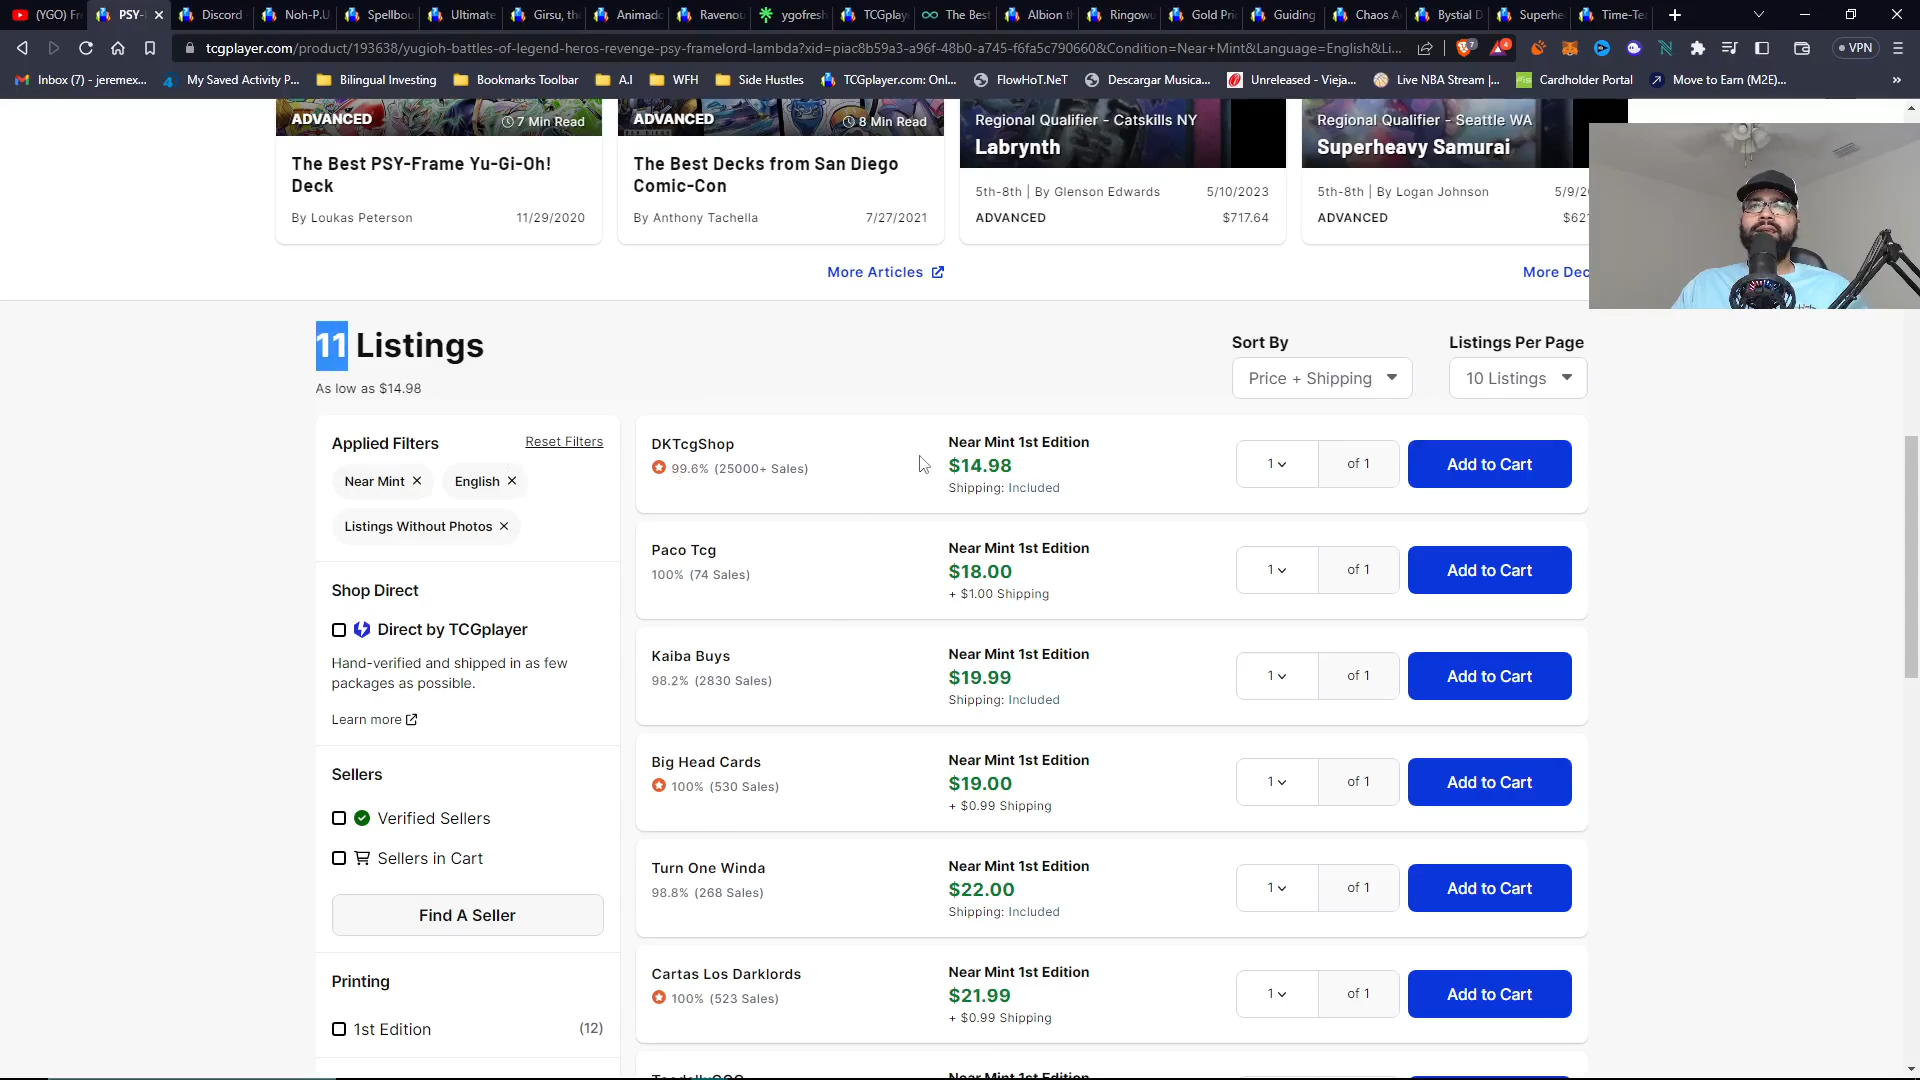 (YGO) Fr
PSY-
Discord
Noh-P.U
Spellbou
Ultimate
Girsu, th
Animado
Ravenou
ygofresh
TCGplay
The Best
Albion t
Ringowu
Gold Pri
Guiding
Chaos A
Bystial D
Superhe
Time-Te
tcgplayer.com/product/193638/yugioh-battles-of-legend-heros-revenge-psy-framelord-lambda?xid=piac8b59a3-a96f-48b0-a745-f6fa5c790660&Condition=Near+Mint&Language=English&Li...
VPN
Inbox (7) - jeremex...
My Saved Activity P...
Bilingual Investing
Bookmarks Toolbar
A.I
WFH
Side Hustles
TCGplayer.com: Onl...
FlowHoT.NeT
Descargar Musica...
Unreleased - Vieja...
Live NBA Stream |...
Cardholder Portal
Move to Earn (M2E)...
ADVANCED
7 Min Read
The Best PSY-Frame Yu-Gi-Oh!
Deck
By Loukas Peterson
11/29/2020
ADVANCED
8 Min Read
The Best Decks from San Diego
Comic-Con
By Anthony Tachella
7/27/2021
Regional Qualifier - Catskills NY
Labrynth
5th-8th | By Glenson Edwards
5/10/2023
ADVANCED
$717.64
Regional Qualifier - Seattle WA
Superheavy Samurai
5th-8th | By Logan Johnson
5/9/2
ADVANCED
$621
More Articles
More Dec
11 Listings
As low as $14.98
Sort By
Price + Shipping
Listings Per Page
10 Listings
Applied Filters
Reset Filters
Near Mint
English
Listings Without Photos
Shop Direct
Direct by TCGplayer
Hand-verified and shipped in as few
packages as possible.
Learn more
Sellers
Verified Sellers
Sellers in Cart
Find A Seller
Printing
1st Edition
(12)
DKTcgShop
99.6% (25000+ Sales)
Near Mint 1st Edition
$14.98
Shipping: Included
1
of 1
Add to Cart
Paco Tcg
100% (74 Sales)
Near Mint 1st Edition
$18.00
+ $1.00 Shipping
1
of 1
Add to Cart
Kaiba Buys
98.2% (2830 Sales)
Near Mint 1st Edition
$19.99
Shipping: Included
1
of 1
Add to Cart
Big Head Cards
100% (530 Sales)
Near Mint 1st Edition
$19.00
+ $0.99 Shipping
1
of 1
Add to Cart
Turn One Winda
98.8% (268 Sales)
Near Mint 1st Edition
$22.00
Shipping: Included
1
of 1
Add to Cart
Cartas Los Darklords
100% (523 Sales)
Near Mint 1st Edition
$21.99
+ $0.99 Shipping
1
of 1
Add to Cart
Near Mint 1st Edition